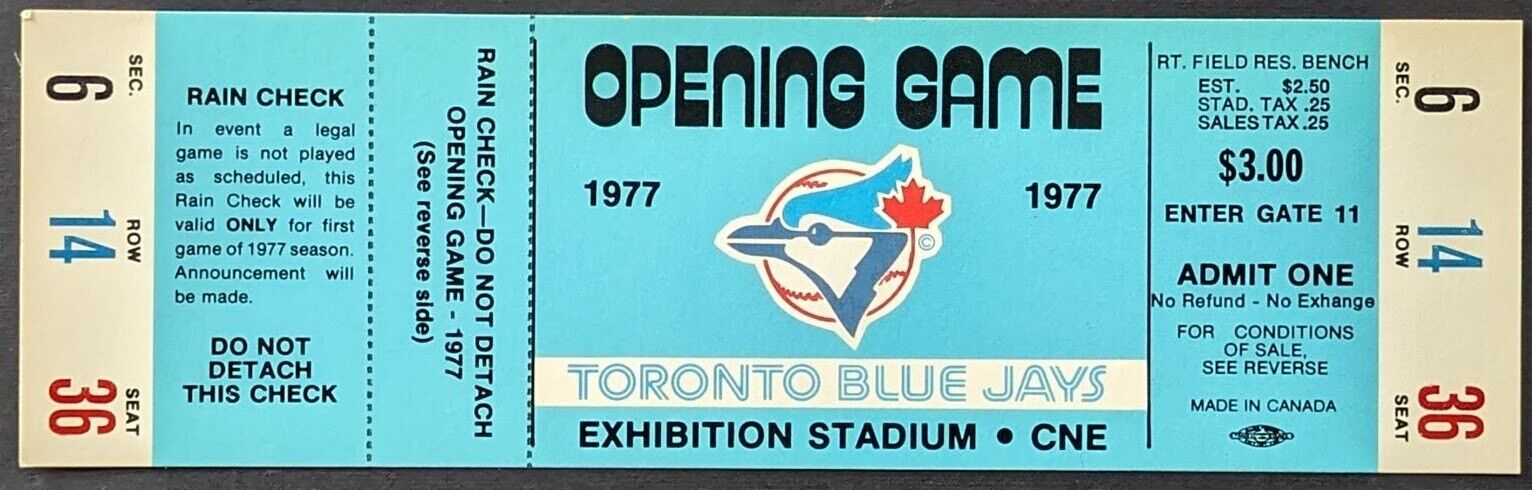 SEC.
6
ROW
14
SEAT
36
RAIN CHECK
In event a legal
game is not played
as scheduled, this
Rain Check will be
valid ONLY for first
game of 1977 season.
Announcement will
be made.
DO NOT
DETACH
THIS CHECK
RAIN CHECK—DO NOT DETACH
OPENING GAME - 1977
(See reverse side)
OPENING GAME
1977
1977
©
TORONTO BLUE JAYS
EXHIBITION STADIUM • CNE
RT. FIELD RES. BENCH
EST. $2.50
STAD. TAX .25
SALES TAX .25
$3.00
ENTER GATE 11
ADMIT ONE
No Refund - No Exhange
FOR CONDITIONS
OF SALE,
SEE REVERSE
MADE IN CANADA
SEC.
6
ROW
14
SEAT
36